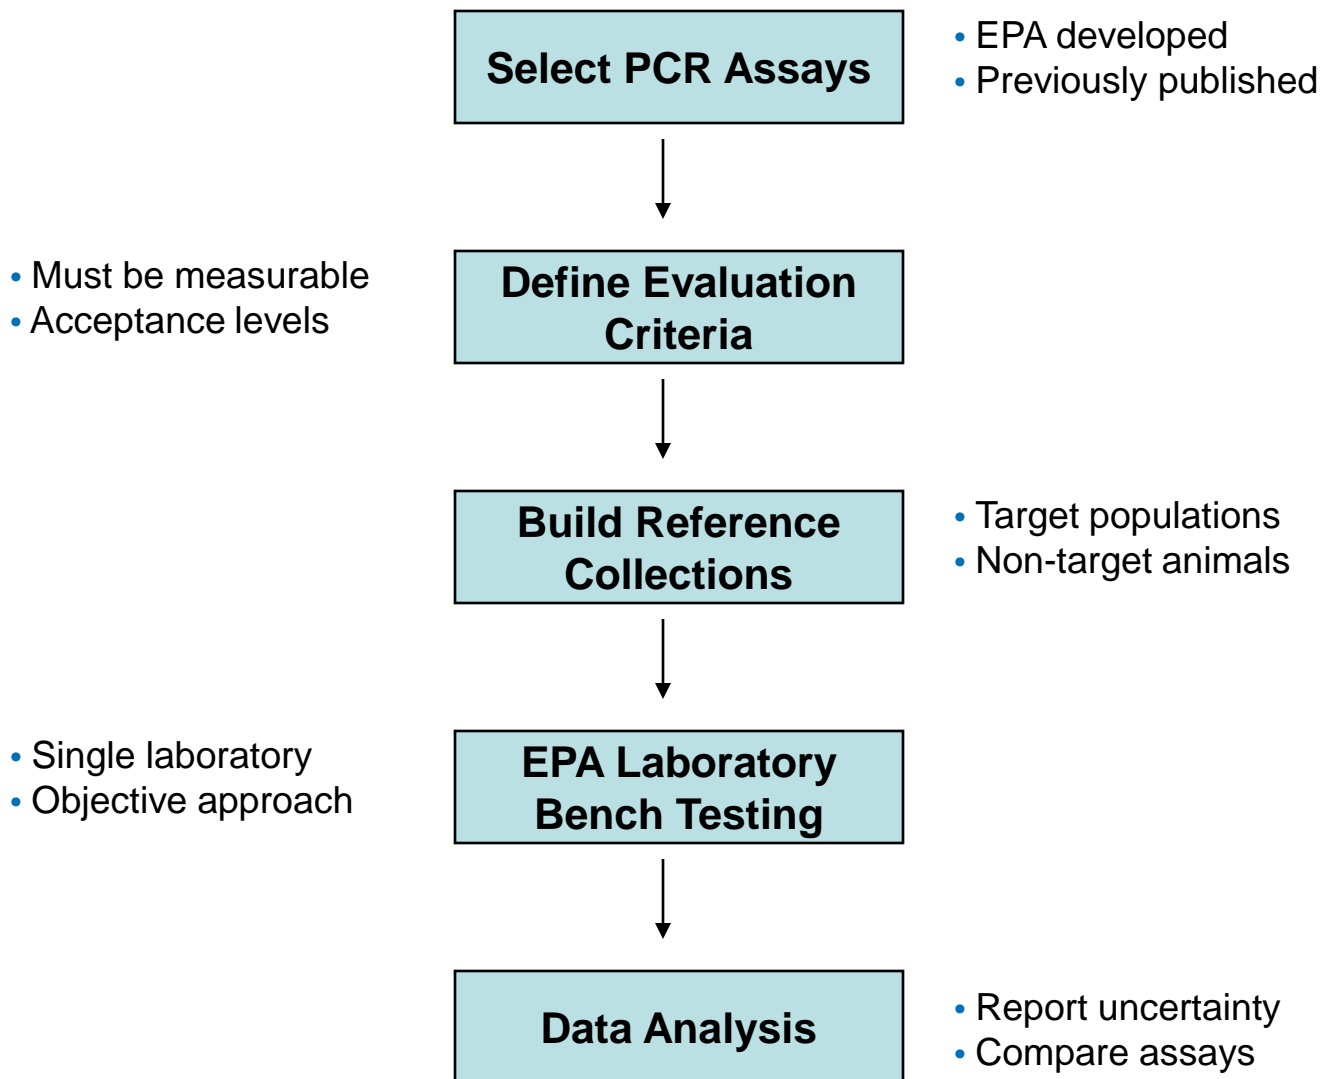 Select PCR Assays
• EPA developed
• Previously published
• Must be measurable
• Acceptance levels
Define Evaluation
Criteria
Build Reference
Collections
• Target populations
• Non-target animals
• Single laboratory
• Objective approach
EPA Laboratory
Bench Testing
Data Analysis
• Report uncertainty
• Compare assays